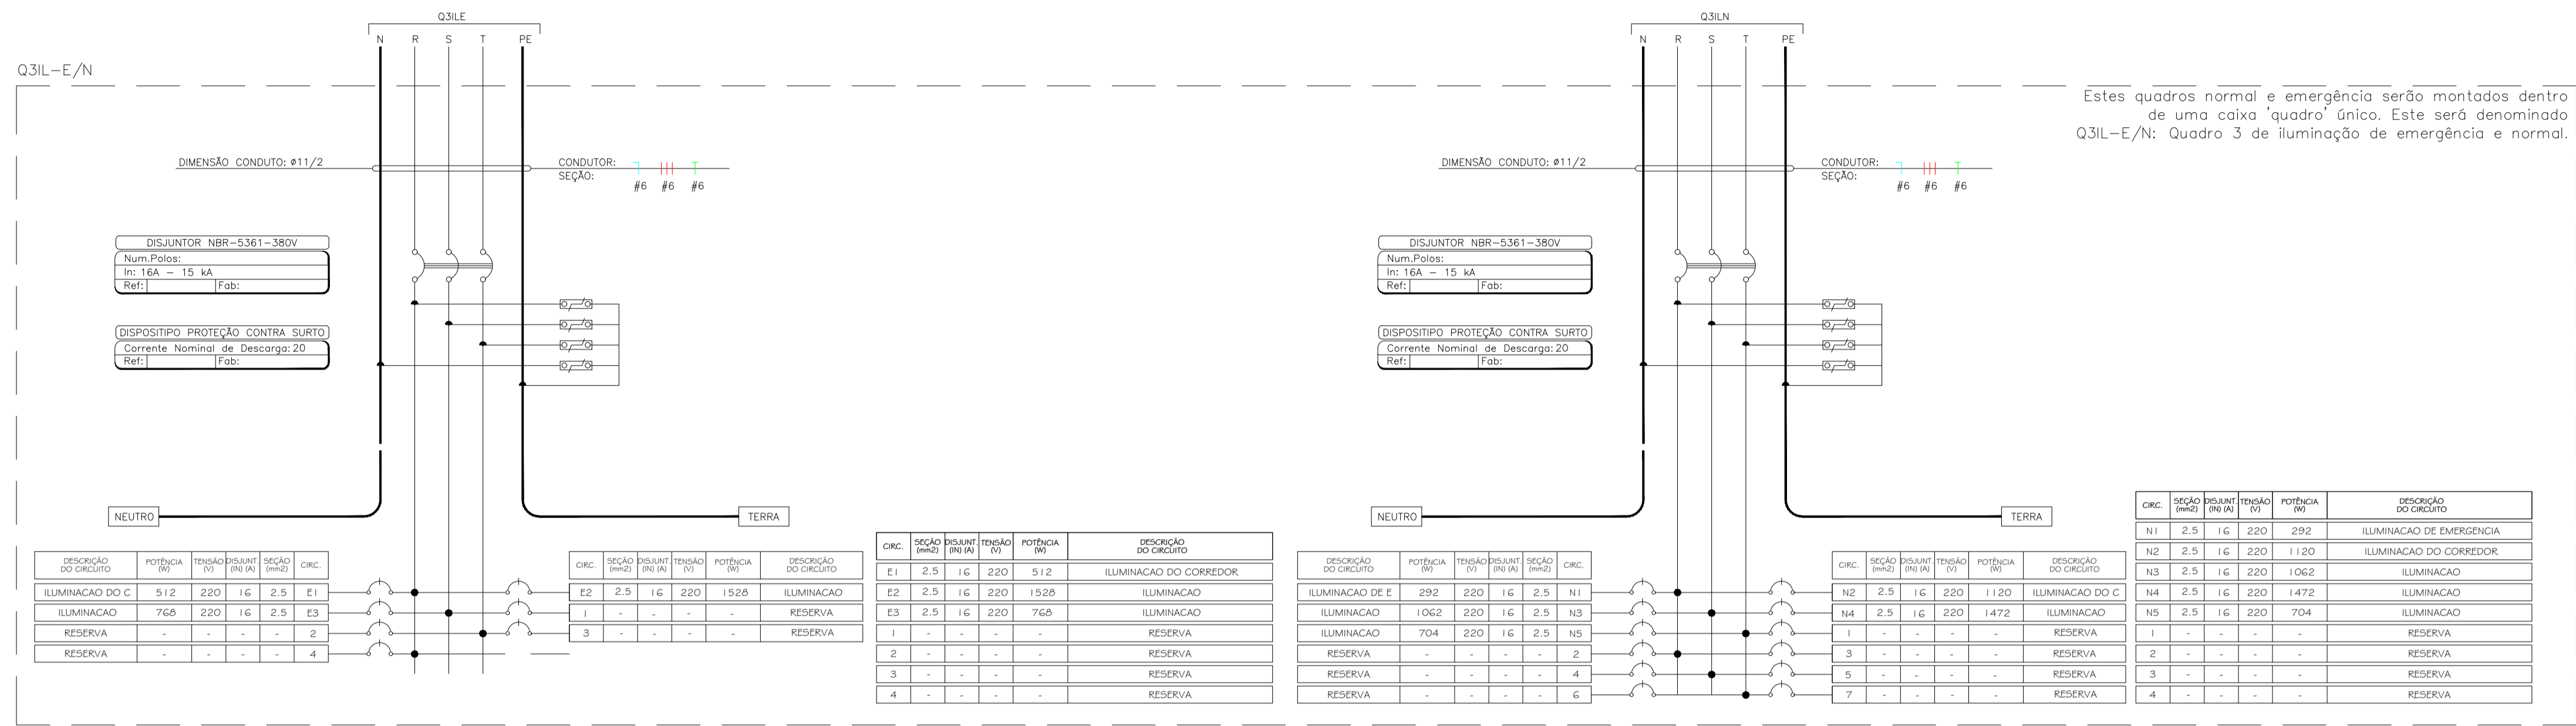 Q3ILE
N R S T PE
Q3IL-E/N
DIMENSÃO CONDUTO: ø11/2
CONDUTOR:
SEÇÃO:
#6 #6 #6
DISJUNTOR NBR-5361-380V
Num.Polos:
In: 16A - 15 kA
Ref: Fab:
DISPOSITIPO PROTEÇÃO CONTRA SURTO
Corrente Nominal de Descarga: 20
Ref: Fab:
NEUTRO
TERRA
DESCRIÇÃO DO CIRCUITO POTÊNCIA (W) TENSÃO (V) DISJUNT. (IN) (A) SEÇÃO (mm2) CIRC.
ILUMINACAO DO C 512 220 16 2.5 E1
ILUMINACAO 768 220 16 2.5 E3
RESERVA - - - - 2
RESERVA - - - - 4
CIRC. SEÇÃO (mm2) DISJUNT. (IN) (A) TENSÃO (V) POTÊNCIA (W) DESCRIÇÃO DO CIRCUITO
E2 2.5 16 220 1528 ILUMINACAO
1 - - - - RESERVA
3 - - - - RESERVA
CIRC. SEÇÃO (mm2) DISJUNT. (IN) (A) TENSÃO (V) POTÊNCIA (W) DESCRIÇÃO DO CIRCUITO
E1 2.5 16 220 512 ILUMINACAO DO CORREDOR
E2 2.5 16 220 1528 ILUMINACAO
E3 2.5 16 220 768 ILUMINACAO
1 - - - - RESERVA
2 - - - - RESERVA
3 - - - - RESERVA
4 - - - - RESERVA
Q3ILN
N R S T PE
Estes quadros normal e emergência serão montados dentro
de uma caixa 'quadro' único. Este será denominado
Q3IL-E/N: Quadro 3 de iluminação de emergência e normal.
DIMENSÃO CONDUTO: ø11/2
CONDUTOR:
SEÇÃO:
#6 #6 #6
DISJUNTOR NBR-5361-380V
Num.Polos:
In: 16A - 15 kA
Ref: Fab:
DISPOSITIPO PROTEÇÃO CONTRA SURTO
Corrente Nominal de Descarga: 20
Ref: Fab:
NEUTRO
TERRA
DESCRIÇÃO DO CIRCUITO POTÊNCIA (W) TENSÃO (V) DISJUNT. (IN) (A) SEÇÃO (mm2) CIRC.
ILUMINACAO DE E 292 220 16 2.5 N1
ILUMINACAO 1062 220 16 2.5 N3
ILUMINACAO 704 220 16 2.5 N5
RESERVA - - - - 2
RESERVA - - - - 4
RESERVA - - - - 6
CIRC. SEÇÃO (mm2) DISJUNT. (IN) (A) TENSÃO (V) POTÊNCIA (W) DESCRIÇÃO DO CIRCUITO
N2 2.5 16 220 1120 ILUMINACAO DO C
N4 2.5 16 220 1472 ILUMINACAO
1 - - - - RESERVA
3 - - - - RESERVA
5 - - - - RESERVA
7 - - - - RESERVA
CIRC. SEÇÃO (mm2) DISJUNT. (IN) (A) TENSÃO (V) POTÊNCIA (W) DESCRIÇÃO DO CIRCUITO
N1 2.5 16 220 292 ILUMINACAO DE EMERGENCIA
N2 2.5 16 220 1120 ILUMINACAO DO CORREDOR
N3 2.5 16 220 1062 ILUMINACAO
N4 2.5 16 220 1472 ILUMINACAO
N5 2.5 16 220 704 ILUMINACAO
1 - - - - RESERVA
2 - - - - RESERVA
3 - - - - RESERVA
4 - - - - RESERVA